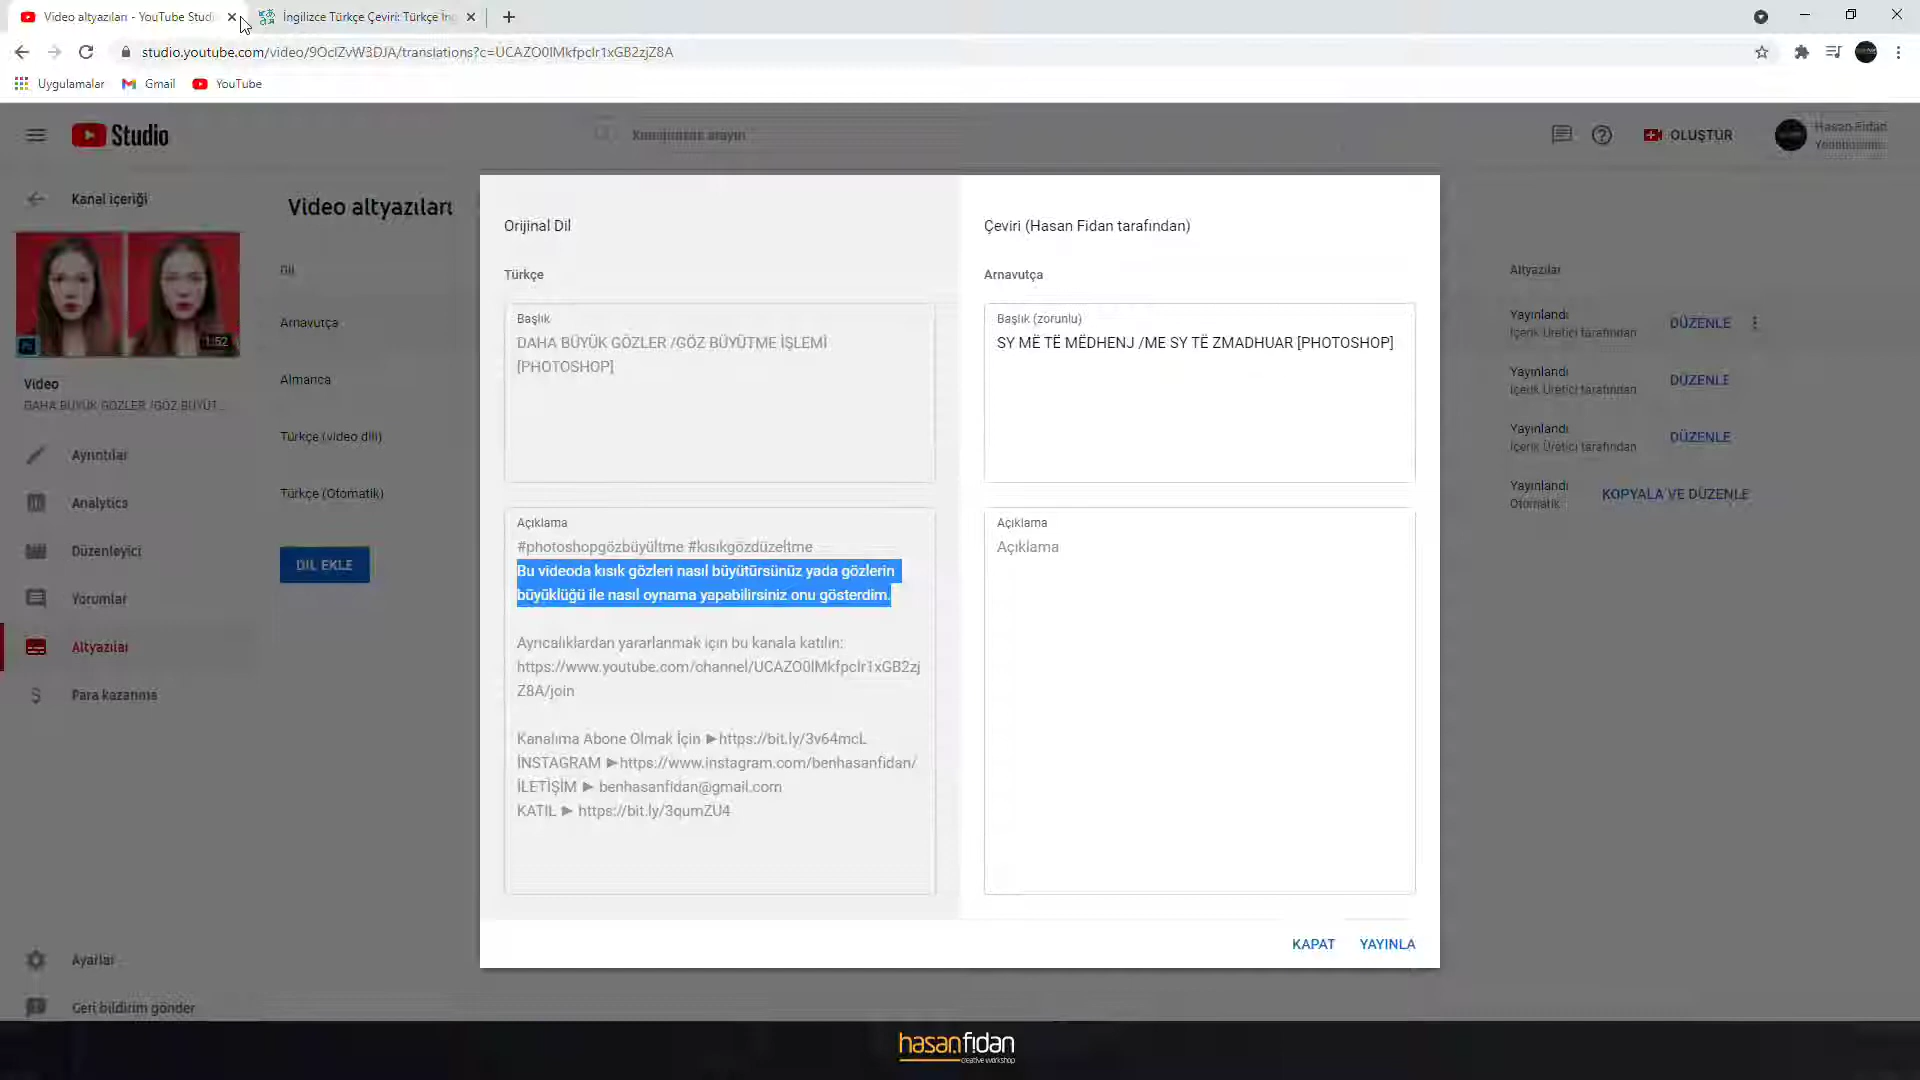 Video altyazıları - YouTube Studi
İngilizce Türkçe Çeviri: Türkçe İng
studio.youtube.com/video/9OclZvW3DJA/translations?c=UCAZO0lMkfpclr1xGB2zjZ8A
Uygulamalar
Gmail
YouTube
Studio
Kanalınızda arayın
OLUŞTUR
Hasan Fidan
Kanal içeriği
Video altyazıları
Orijinal Dil
Çeviri (Hasan Fidan tarafından)
Türkçe
Arnavutça
Dil
Altyazılar
Başlık
DAHA BÜYÜK GÖZLER /GÖZ BÜYÜTME İŞLEMİ
[PHOTOSHOP]
Başlık (zorunlu)
SY MË TË MËDHENJ /ME SY TË ZMADHUAR [PHOTOSHOP]
Arnavutça
Yayınlandı
İçerik Üretici tarafından
DÜZENLE
1:52
Ps
Video
DAHA BÜYÜK GÖZLER /GÖZ BÜYÜT...
Almanca
Yayınlandı
İçerik Üretici tarafından
DÜZENLE
Türkçe (video dili)
Yayınlandı
İçerik Üretici tarafından
DÜZENLE
Türkçe (Otomatik)
Yayınlandı
Otomatik
KOPYALA VE DÜZENLE
DİL EKLE
Ayrıntılar
Analytics
Düzenleyici
Yorumlar
Altyazılar
Para kazanma
Açıklama
#photoshopgözbüyültme #kısıkgözdüzeltme
Bu videoda kısık gözleri nasıl büyütürsünüz yada gözlerin
büyüklüğü ile nasıl oynama yapabilirsiniz onu gösterdim.
Ayrıcalıklardan yararlanmak için bu kanala katılın:
https://www.youtube.com/channel/UCAZO0lMkfpclr1xGB2zj
Z8A/join
Kanalıma Abone Olmak İçin ►https://bit.ly/3v64mcL
İNSTAGRAM ►https://www.instagram.com/benhasanfidan/
İLETİŞİM ► benhasanfidan@gmail.com
KATIL ► https://bit.ly/3qumZU4
Açıklama
Açıklama
KAPAT
YAYINLA
Ayarlar
Geri bildirim gönder
hasanfidan
creative workshop